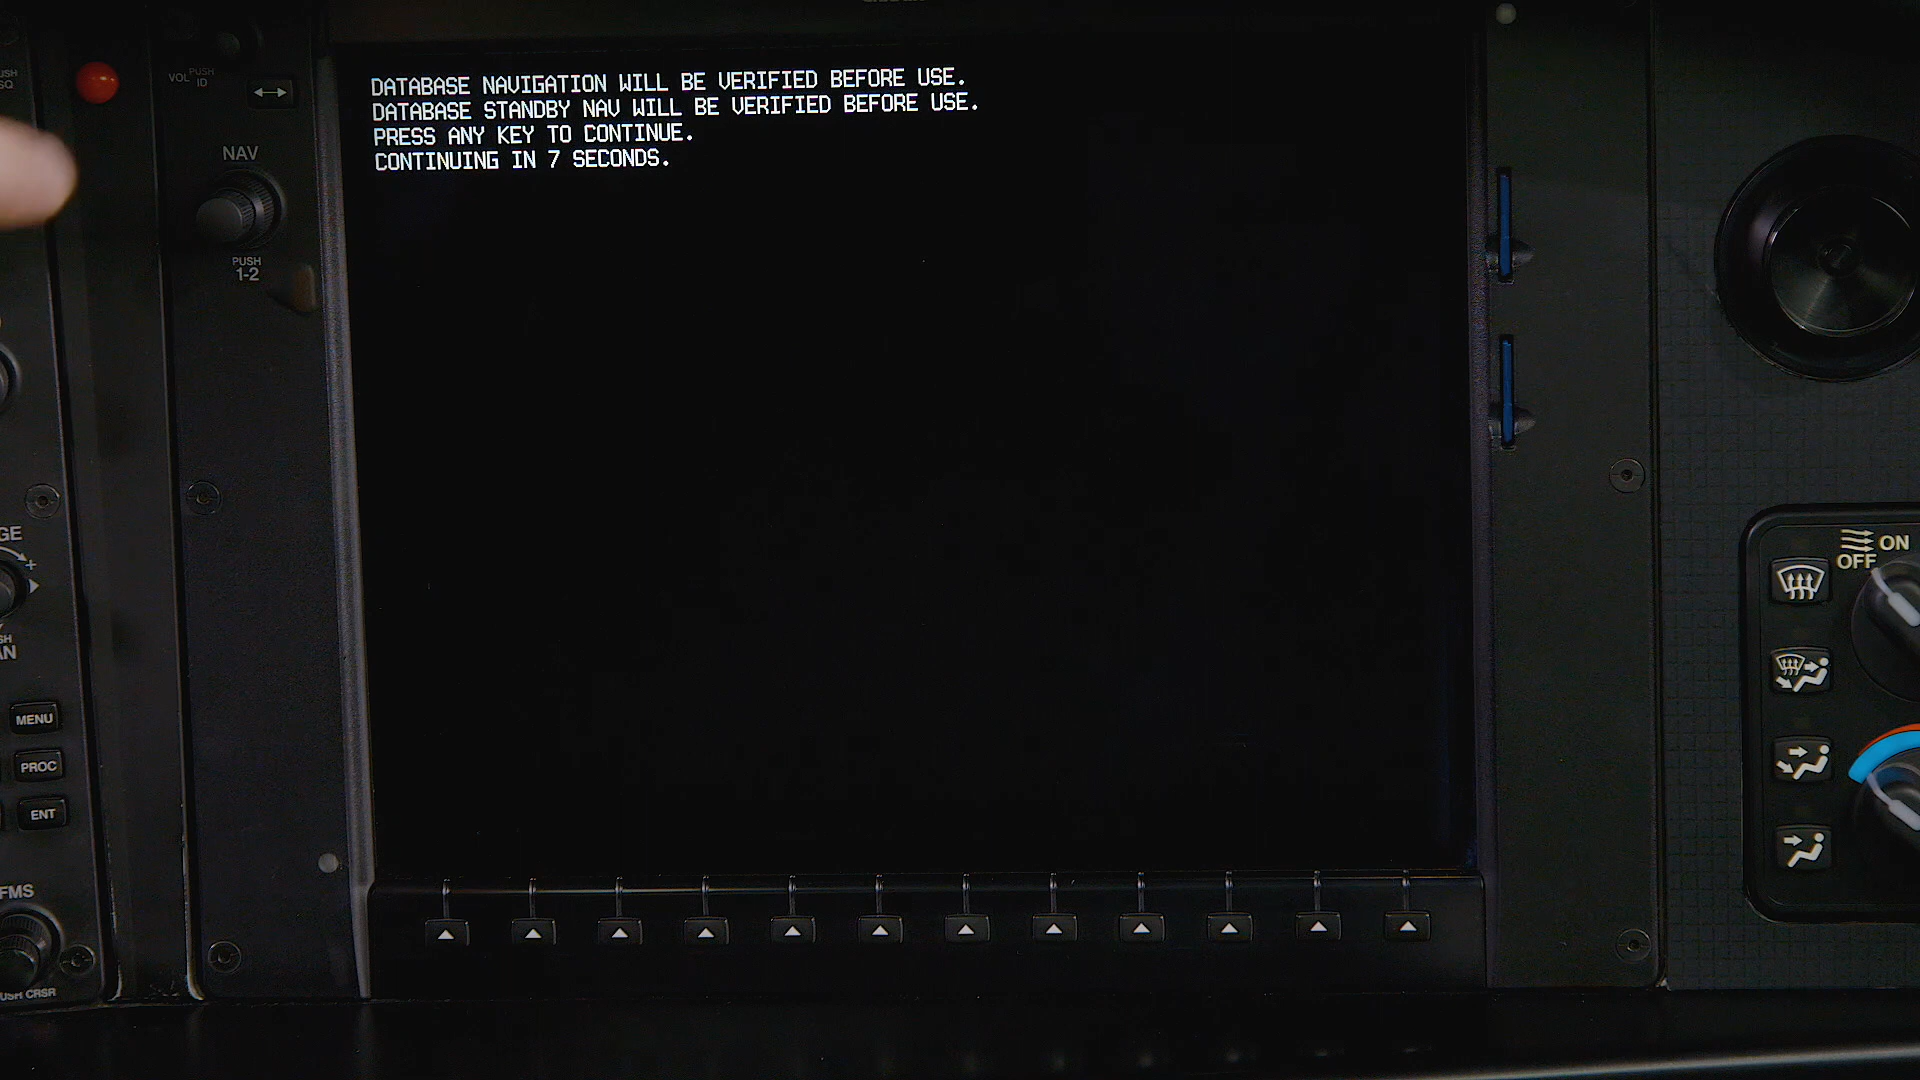 DATABASE NAVIGATION WILL BE VERIFIED BEFORE USE.
DATABASE STANDBY NAV WILL BE VERIFIED BEFORE USE.
PRESS ANY KEY TO CONTINUE.
CONTINUING IN 7 SECONDS.
VOL PUSH ID
NAV
PUSH
1-2
MENU
PROC
ENT
FMS
CRSR
ON
OFF